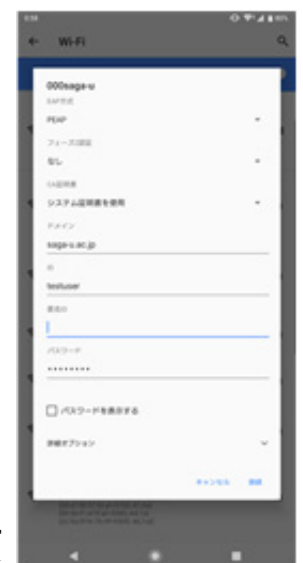 Wi-Fi
000saga-u
EAP方式
PEAP
フェーズ2認証
なし
CA証明書
システム証明書を使用
ドメイン
saga-u.ac.jp
ID
testuser
匿名ID
パスワード
••••••••
パスワードを表示する
詳細オプション
キャンセル 接続